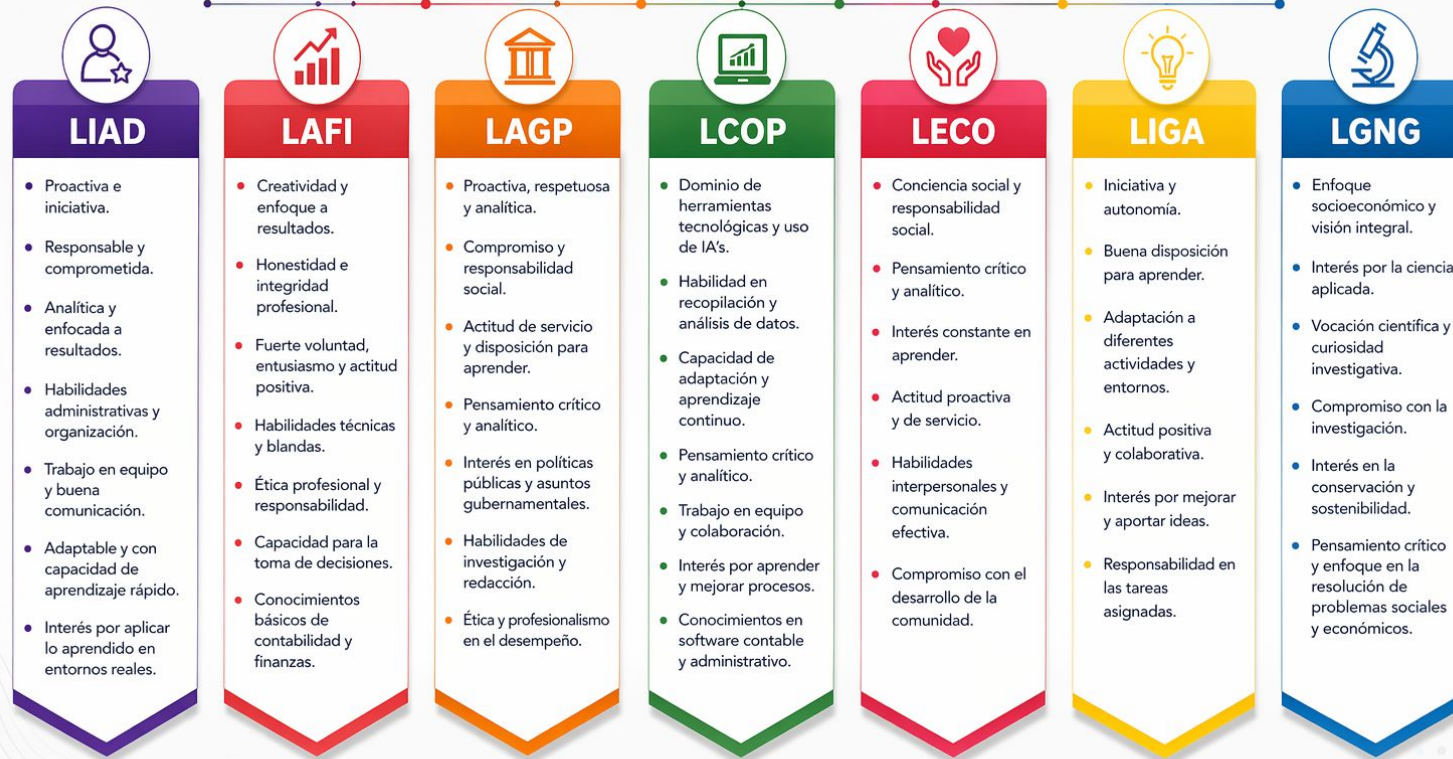 LIAD
Proactiva e
iniciativa.
Responsable y
comprometida.
Analítica y
enfocada a
resultados.
Habilidades
administrativas y
organización.
Trabajo en equipo
y buena
comunicación.
Adaptable y con
capacidad de
aprendizaje rápido.
Interés por aplicar
lo aprendido en
entornos reales.
LAFI
Creatividad y
enfoque a
resultados.
Honestidad e
integridad
profesional.
Fuerte voluntad,
entusiasmo y actitud
positiva.
Habilidades técnicas
y blandas.
Ética profesional y
responsabilidad.
Capacidad para la
toma de decisiones.
Conocimientos
básicos de
contabilidad y
finanzas.
LAGP
Proactiva, respetuosa
y analítica.
Compromiso y
responsabilidad
social.
Actitud de servicio
y disposición para
aprender.
Pensamiento crítico
y analítico.
Interés en políticas
públicas y asuntos
gubernamentales.
Habilidades de
investigación y
redacción.
Ética y profesionalismo
en el desempeño.
LCOP
Dominio de
herramientas
tecnológicas y uso
de IA's.
Habilidad en
recopilación y
análisis de datos.
Capacidad de
adaptación y
aprendizaje
continuo.
Pensamiento crítico
y analítico.
Trabajo en equipo
y colaboración.
Interés por aprender
y mejorar procesos.
Conocimientos en
software contable
y administrativo.
LECO
Conciencia social y
responsabilidad
social.
Pensamiento crítico
y analítico.
Interés constante en
aprender.
Actitud proactiva
y de servicio.
Habilidades
interpersonales y
comunicación
efectiva.
Compromiso con el
desarrollo de la
comunidad.
LIGA
Iniciativa y
autonomía.
Buena disposición
para aprender.
Adaptación a
diferentes
actividades y
entornos.
Actitud positiva
y colaborativa.
Interés por mejorar
y aportar ideas.
Responsabilidad en
las tareas
asignadas.
LGNG
Enfoque
socioeconómico y
visión integral.
Interés por la ciencia
aplicada.
Vocación científica y
curiosidad
investigativa.
Compromiso con la
investigación.
Interés en la
conservación y
sostenibilidad.
Pensamiento crítico
y enfoque en la
resolución de
problemas sociales
y económicos.